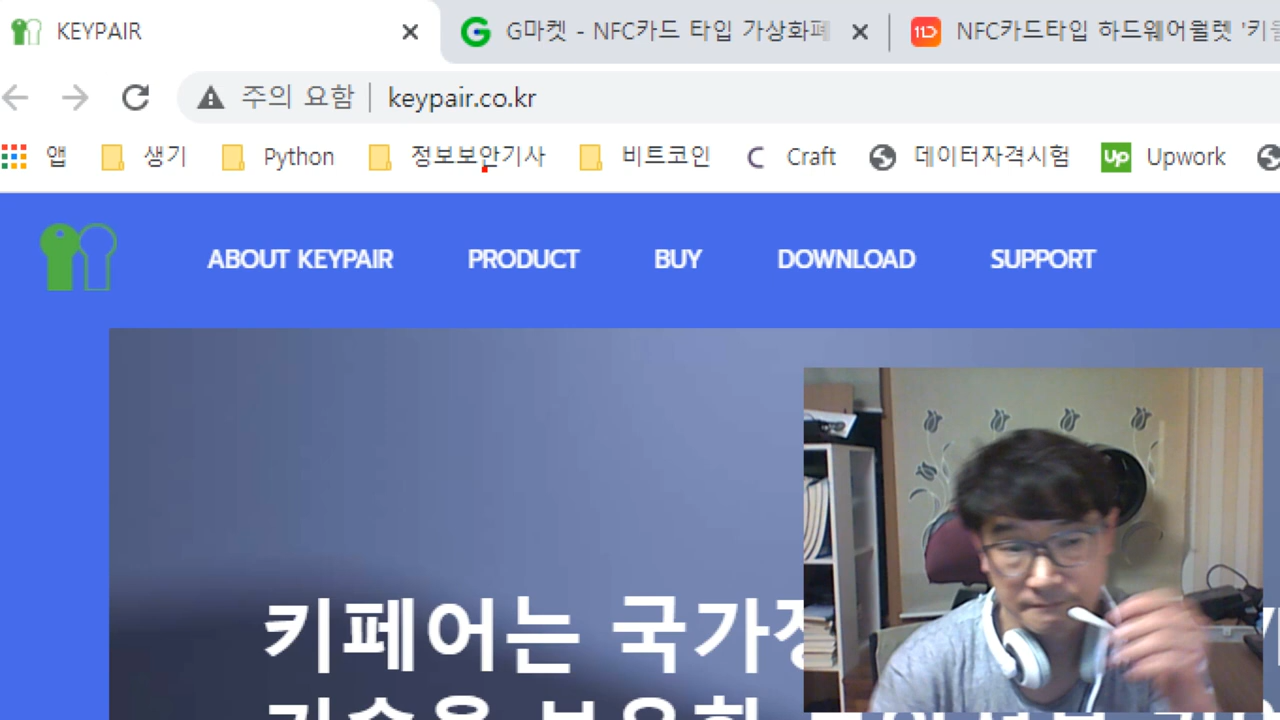 KEYPAIR
G마켓 - NFC카드 타입 가상화폐
NFC카드타입 하드웨어월렛 '키
주의 요함 keypair.co.kr
앱 생기 Python 정보보안기사 비트코인 Craft 데이터자격시험 Up Upwork
ABOUT KEYPAIR PRODUCT BUY DOWNLOAD SUPPORT
키페어는